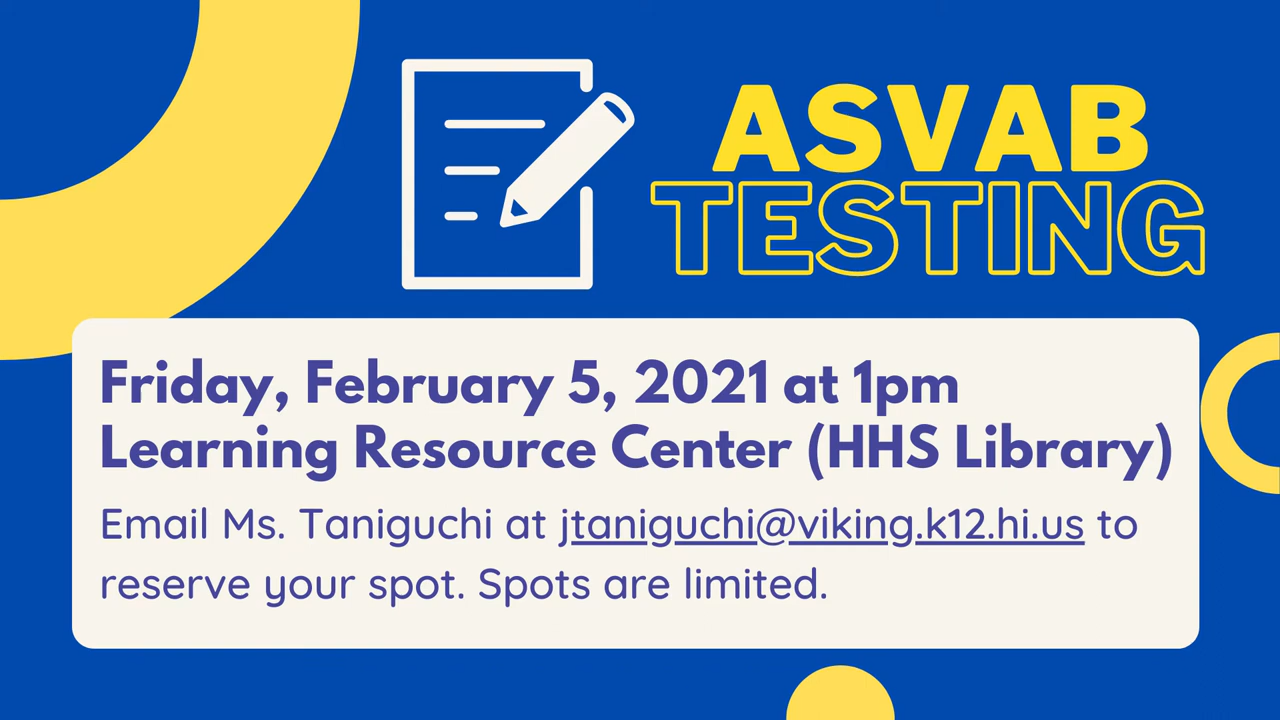 ASVAB
TESTING
Friday, February 5, 2021 at 1pm
Learning Resource Center (HHS Library)
Email Ms. Taniguchi at jtaniguchi@viking.k12.hi.us to
reserve your spot. Spots are limited.